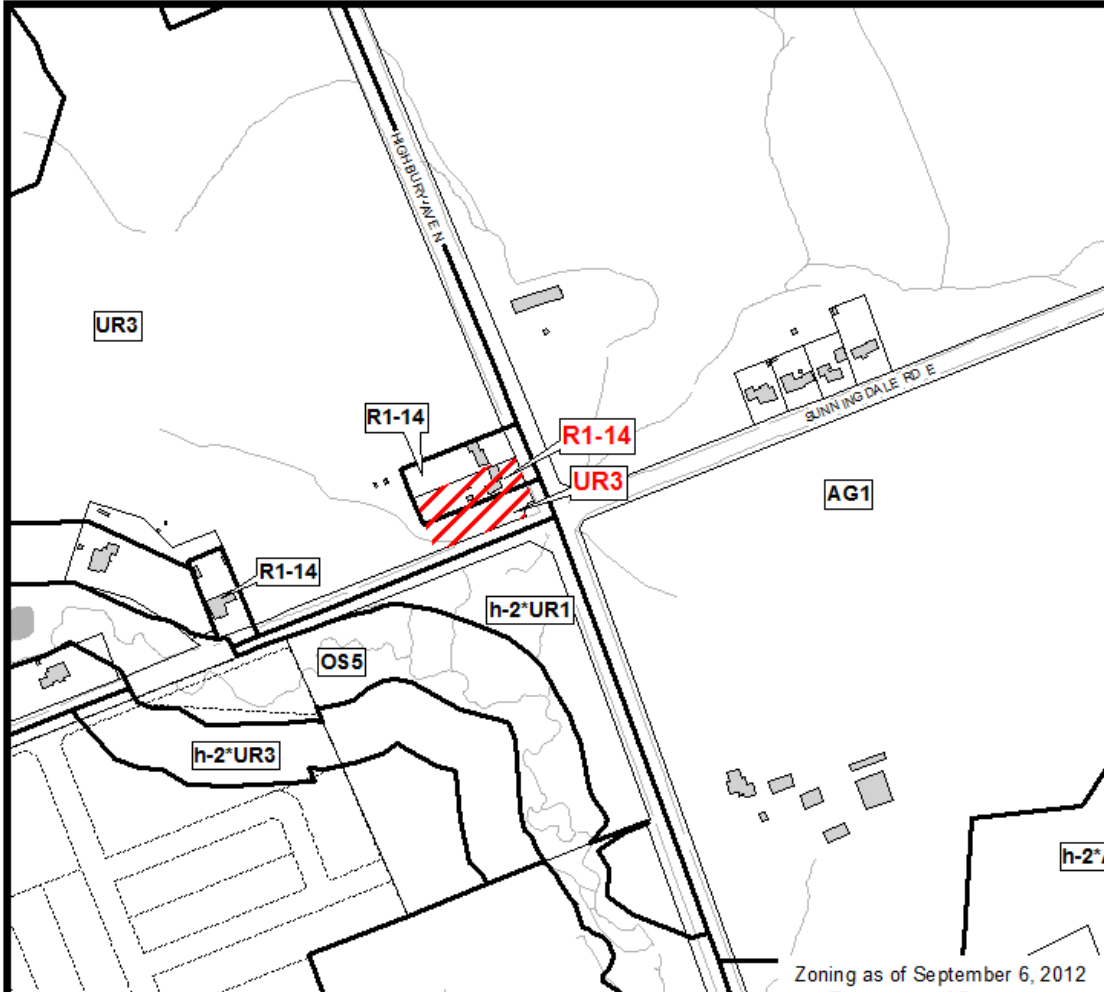 HIGHBURY AVE N
UR3
SUNNINGDALE RD E
R1-14
R1-14
UR3
AG1
R1-14
h-2*UR1
OS5
h-2*UR3
h-2*
Zoning as of September 6, 2012